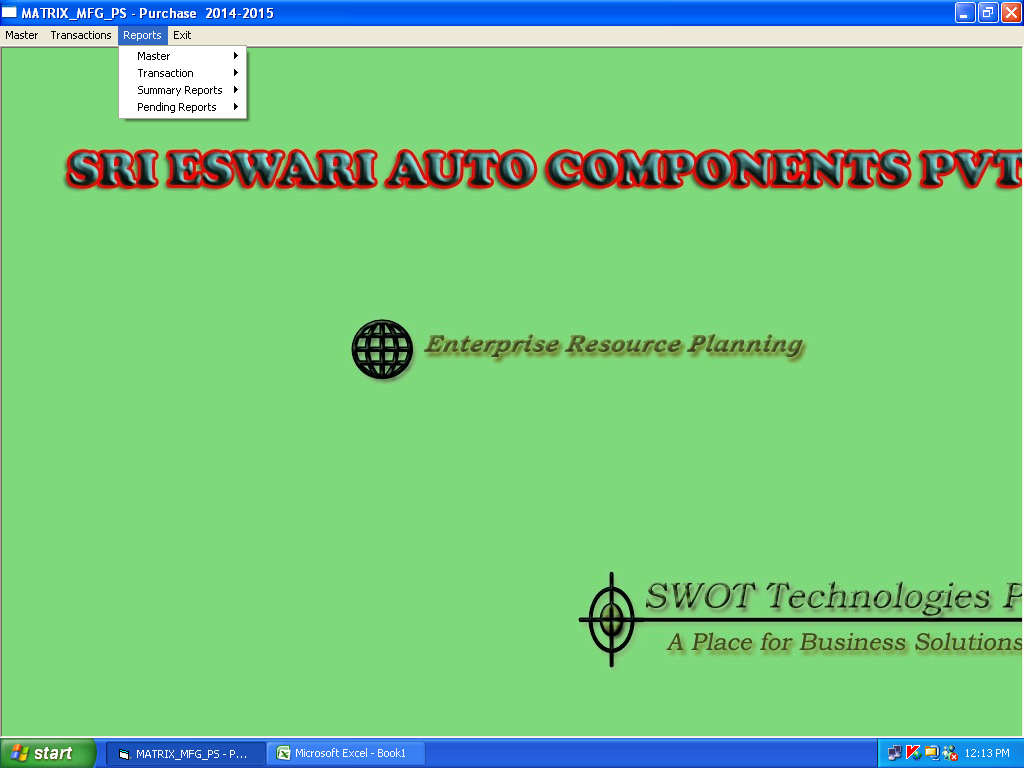 MATRIX_MFG_PS - Purchase 2014-2015
Master Transactions Reports Exit
Master
Transaction
Summary Reports
Pending Reports
SRI ESWARI AUTO COMPONENTS PVT
Enterprise Resource Planning
SWOT Technologies P
A Place for Business Solutions
start MATRIX_MFG_PS - P... Microsoft Excel - Book1 12:13 PM